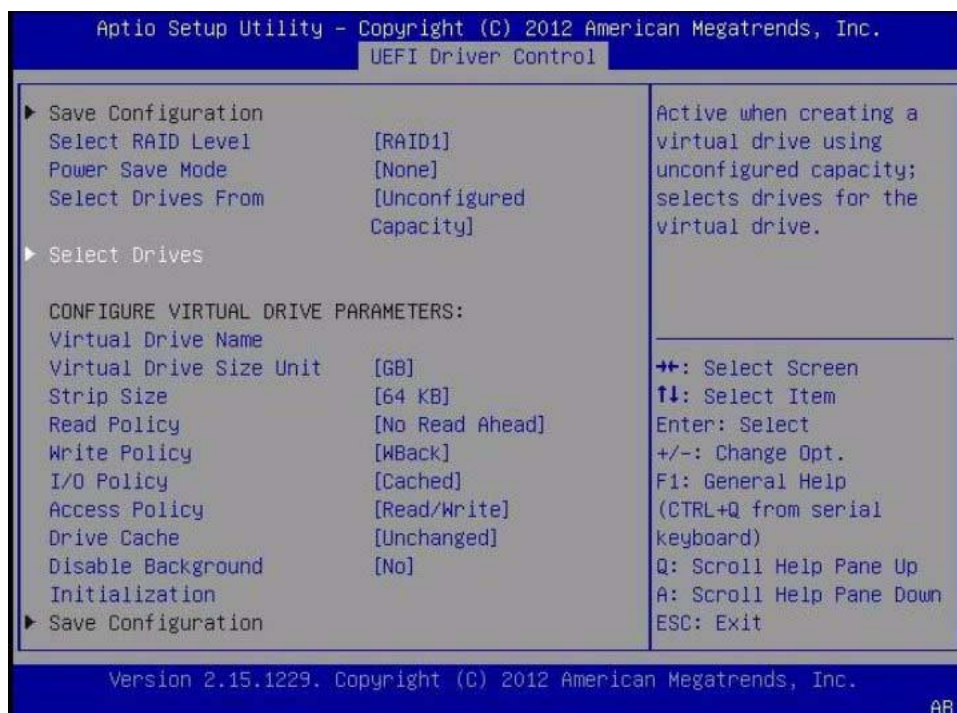 Aptio Setup Utility – Copyright (C) 2012 American Megatrends, Inc.
UEFI Driver Control
▶ Save Configuration
Select RAID Level [RAID1]
Power Save Mode [None]
Select Drives From [Unconfigured
Capacity]
▶ Select Drives
CONFIGURE VIRTUAL DRIVE PARAMETERS:
Virtual Drive Name
Virtual Drive Size Unit [GB]
Strip Size [64 KB]
Read Policy [No Read Ahead]
Write Policy [WBack]
I/O Policy [Cached]
Access Policy [Read/Write]
Drive Cache [Unchanged]
Disable Background [No]
Initialization
▶ Save Configuration
Active when creating a
virtual drive using
unconfigured capacity;
selects drives for the
virtual drive.
→←: Select Screen
↑↓: Select Item
Enter: Select
+/-: Change Opt.
F1: General Help
(CTRL+Q from serial
keyboard)
Q: Scroll Help Pane Up
A: Scroll Help Pane Down
ESC: Exit
Version 2.15.1229. Copyright (C) 2012 American Megatrends, Inc.
AB